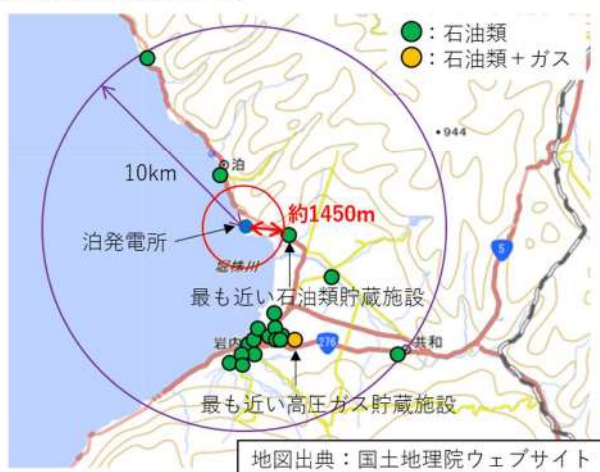 ●：石油類
●：石油類＋ガス
・944
10km
泊
約1450m
泊発電所
堀株川
5
最も近い石油類貯蔵施設
岩内
276
共和
最も近い高圧ガス貯蔵施設
地図出典：国土地理院ウェブサイト